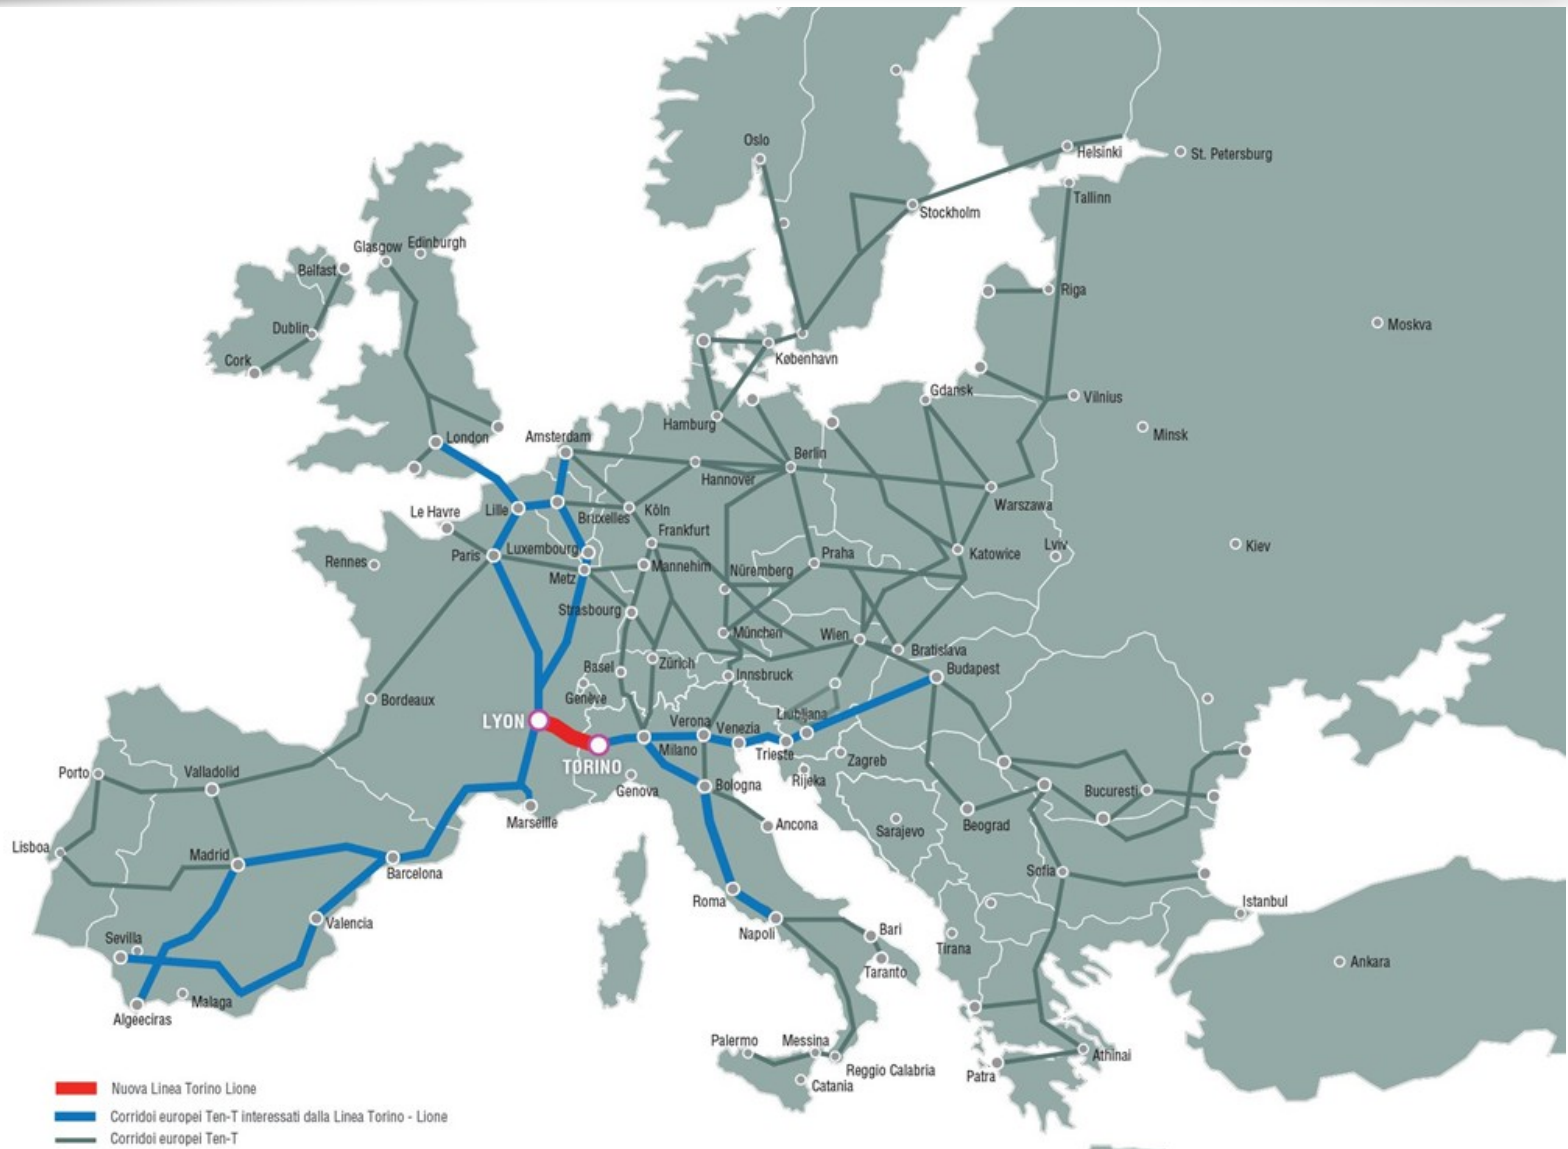 Oslo
Helsinki
St. Petersburg
Tallinn
Stockholm
Glasgow
Edinburgh
Belfast
Riga
Dublin
Moskva
København
Cork
Gdansk
Vilnius
Hamburg
Minsk
London
Amsterdam
Berlin
Hannover
Warszawa
Le Havre
Lille
Bruxelles
Köln
Frankfurt
Lviv
Kiev
Rennes
Paris
Luxembourg
Praha
Katowice
Metz
Mannehim
Nüremberg
Strasbourg
München
Wien
Bratislava
Basel
Zürich
Innsbruck
Budapest
Genève
Bordeaux
LYON
Verona
Venezia
Liubljana
Milano
Trieste
Zagreb
TORINO
Porto
Valladolid
Genova
Bologna
Rijeka
Bucuresti
Marseille
Ancona
Sarajevo
Beograd
Lisboa
Madrid
Barcelona
Sofia
Roma
Istanbul
Valencia
Napoli
Bari
Sevilla
Tirana
Taranto
Ankara
Malaga
Algeeciras
Palermo
Messina
Reggio Calabria
Athinai
Catania
Patra
Nuova Linea Torino Lione
Corridoi europei Ten-T interessati dalla Linea Torino - Lione
Corridoi europei Ten-T